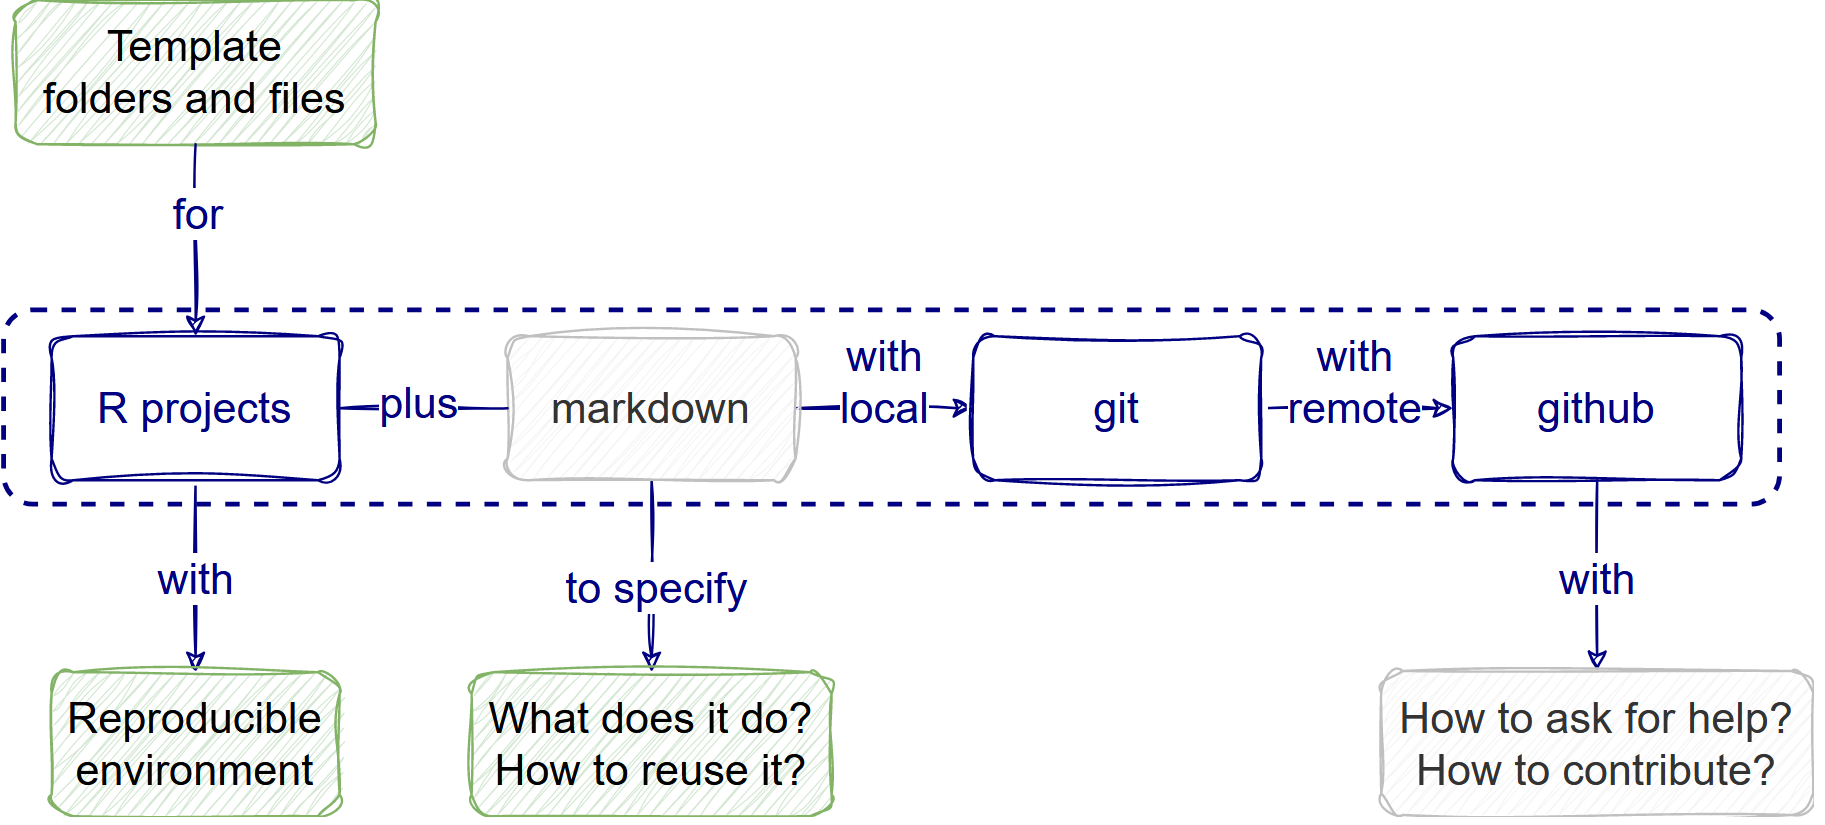 Template
folders and files
for
R projects
plus
markdown
with
local
git
with
remote
github
with
to specify
with
Reproducible
environment
What does it do?
How to reuse it?
How to ask for help?
How to contribute?